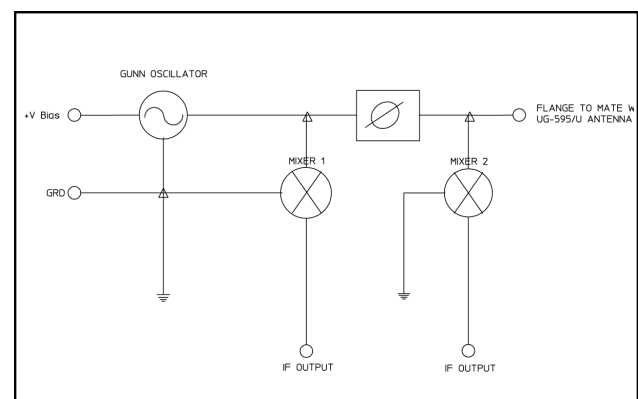 GUNN OSCILLATOR
+V Bias
FLANGE TO MATE W
UG-595/U ANTENNA
MIXER 1
MIXER 2
GRD
IF OUTPUT
IF OUTPUT